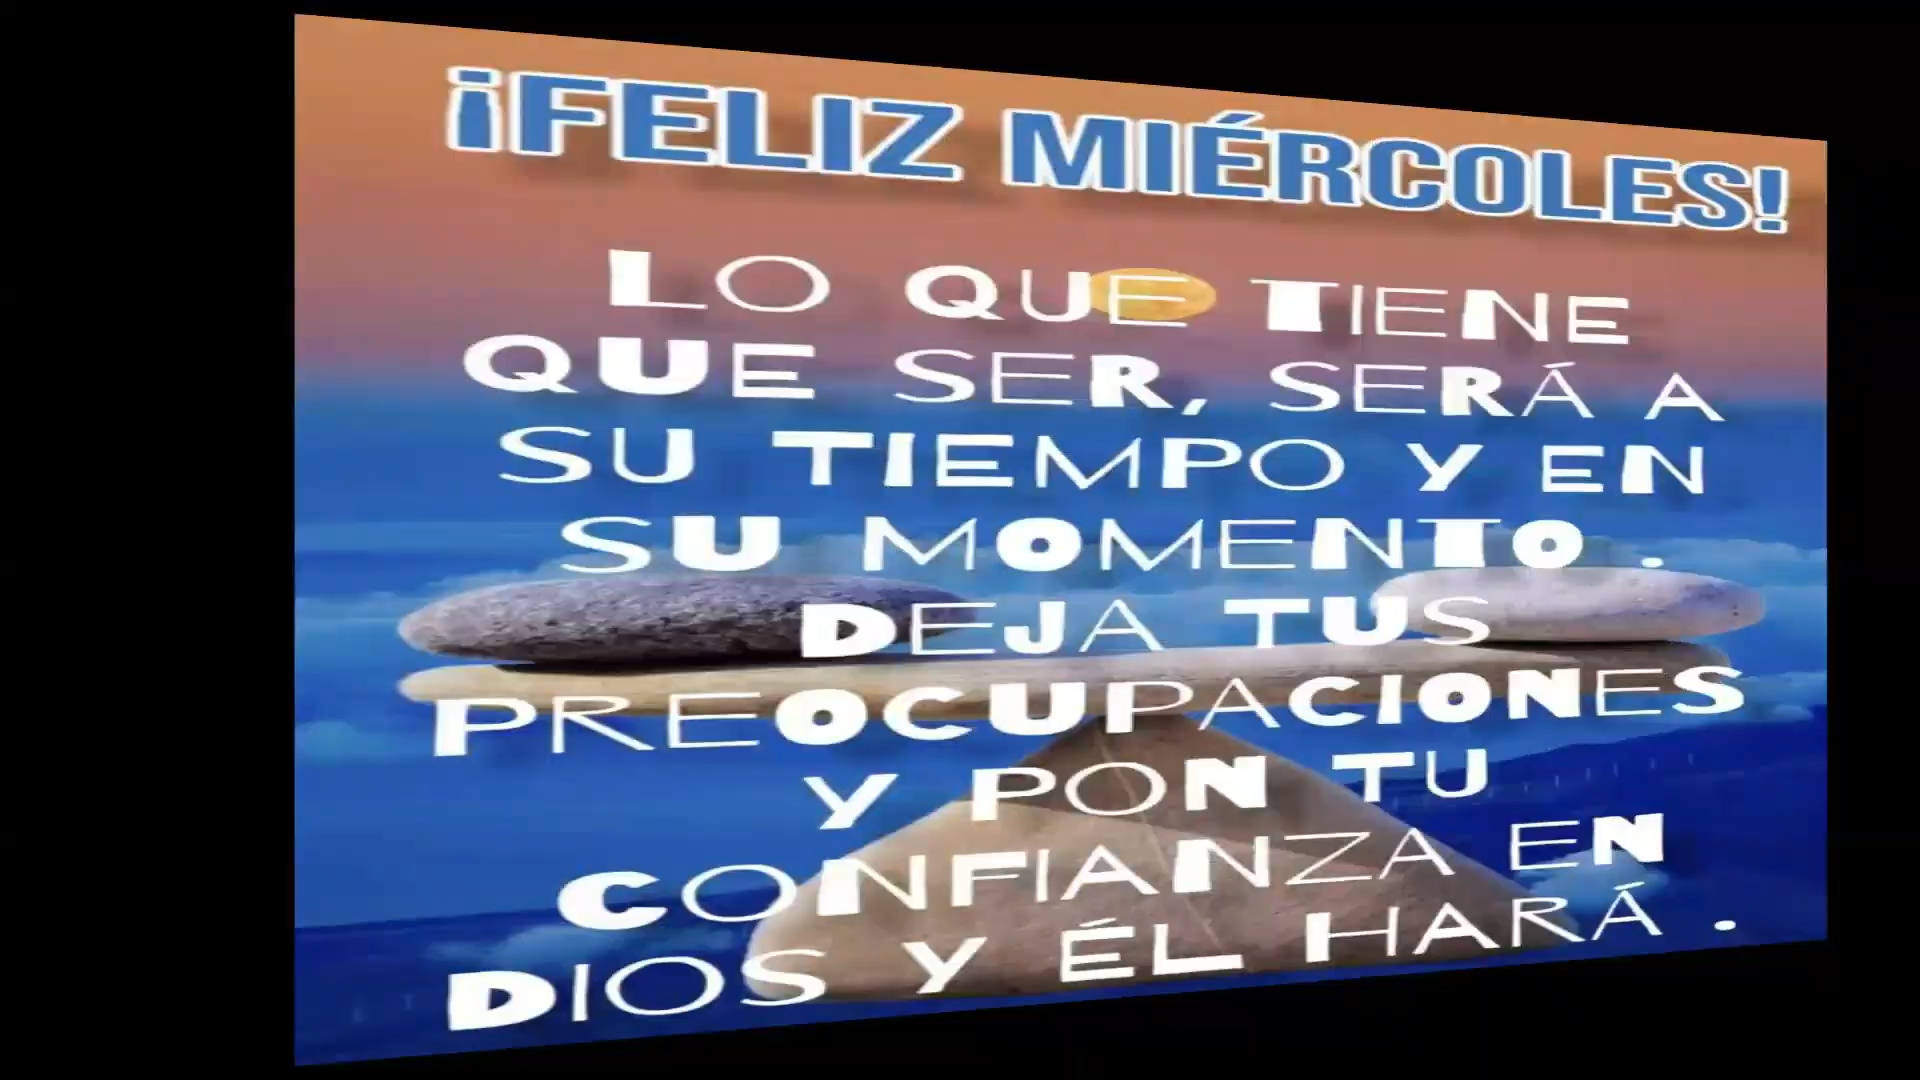 ¡FELIZ MIÉRCOLES!
LO QUE TIENE
QUE SER, SERÁ A
SU TIEMPO Y EN
SU MOMENTO .
DEJA TUS
PREOCUPACIONES
Y PON TU
CONFIANZA EN
DIOS Y ÉL HARÁ .